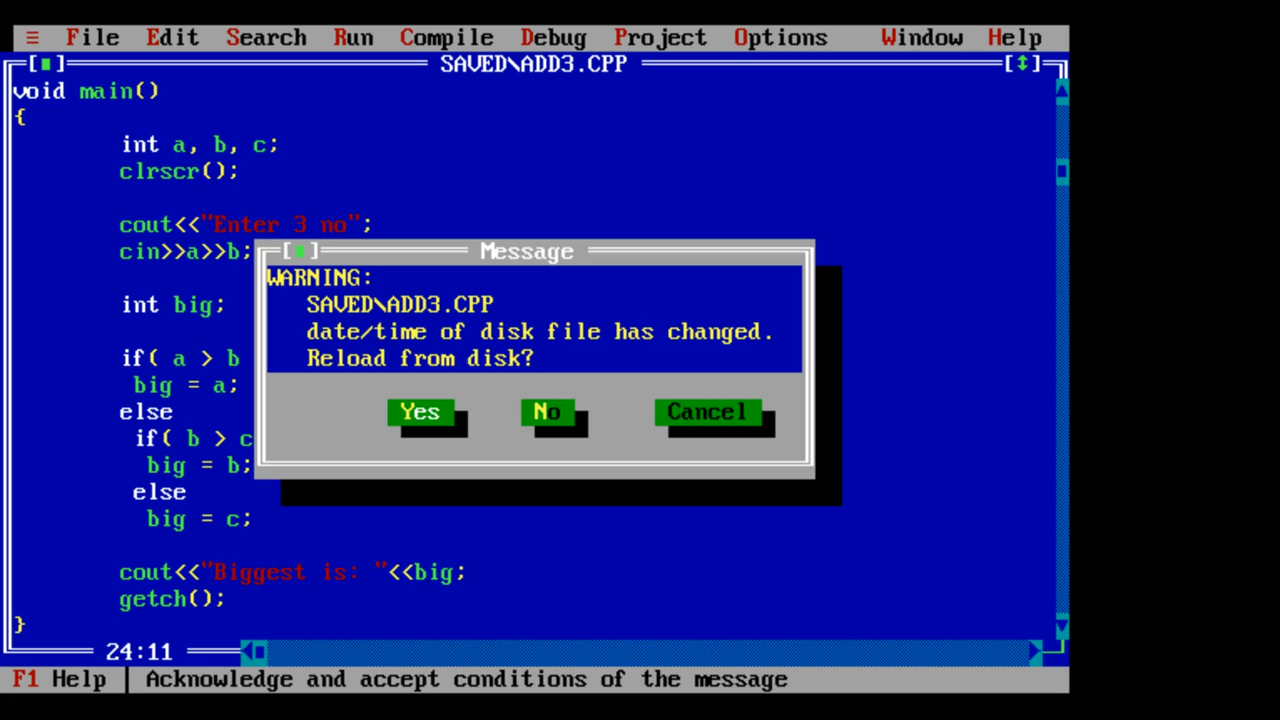 ≡ File Edit Search Run Compile Debug Project Options Window Help
[■] SAVED\ADD3.CPP [↕]
void main()
{
int a, b, c;
clrscr();
cout<<"Enter 3 no";
cin>>a>>b;
int big;
if( a > b
big = a;
else
if( b > c
big = b;
else
big = c;
cout<<"Biggest is: "<<big;
getch();
}
[■] Message
WARNING:
SAVED\ADD3.CPP
date/time of disk file has changed.
Reload from disk?
Yes No Cancel
24:11
F1 Help | Acknowledge and accept conditions of the message